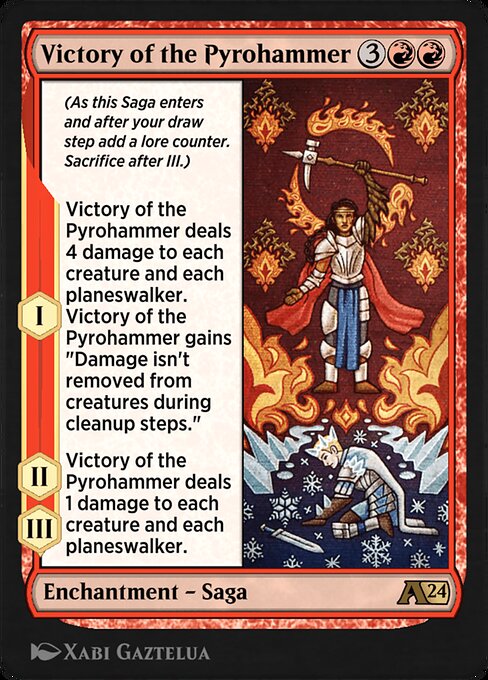 Victory of the Pyrohammer 3
(As this Saga enters
and after your draw
step add a lore counter.
Sacrifice after III.)
I
Victory of the
Pyrohammer deals
4 damage to each
creature and each
planeswalker.
Victory of the
Pyrohammer gains
"Damage isn't
removed from
creatures during
cleanup steps."
II
III
Victory of the
Pyrohammer deals
1 damage to each
creature and each
planeswalker.
Enchantment – Saga
A24
Xabi Gaztelua